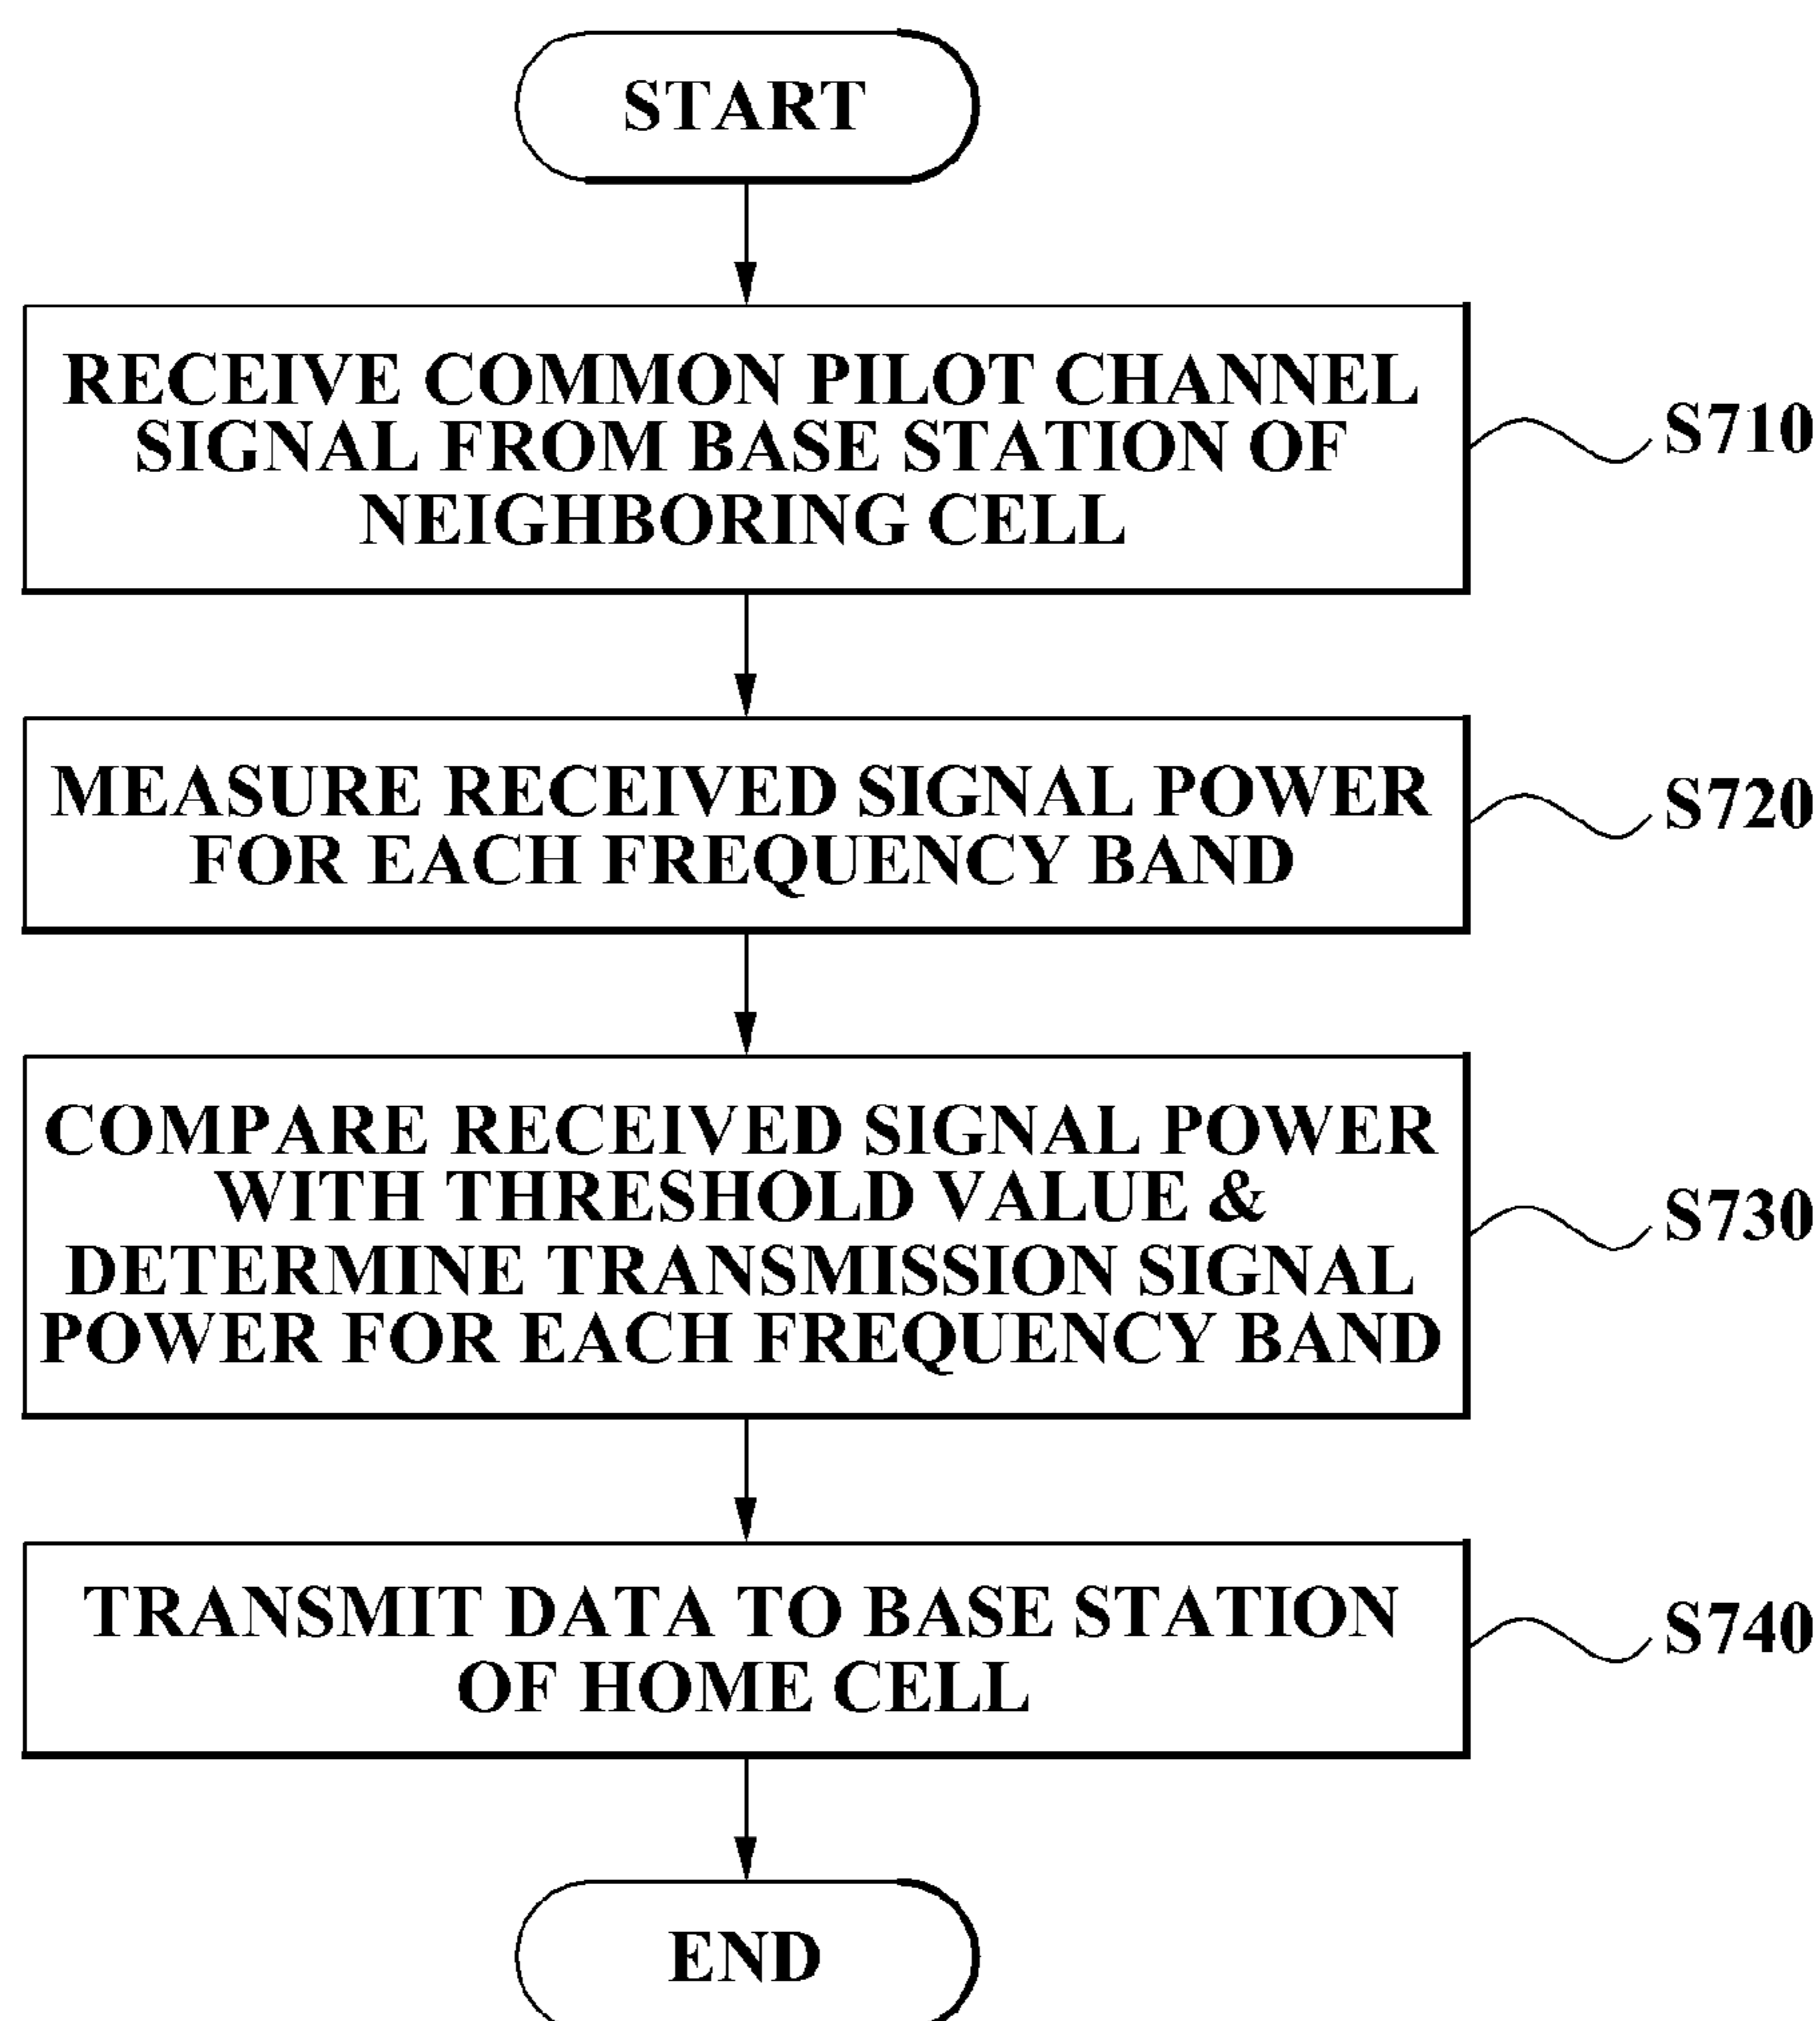 START
RECEIVE COMMON PILOT CHANNEL
SIGNAL FROM BASE STATION OF
NEIGHBORING CELL
S710
MEASURE RECEIVED SIGNAL POWER
FOR EACH FREQUENCY BAND
S720
COMPARE RECEIVED SIGNAL POWER
WITH THRESHOLD VALUE &
DETERMINE TRANSMISSION SIGNAL
POWER FOR EACH FREQUENCY BAND
S730
TRANSMIT DATA TO BASE STATION
OF HOME CELL
S740
END